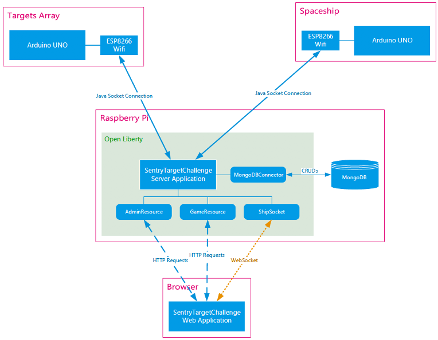 Targets Array
Arduino UNO
ESP8266
Wifi
Spaceship
ESP8266
Wifi
Arduino UNO
Java Socket Connection
Java Socket Connection
Raspberry Pi
Open Liberty
SentryTargetChallenge
Server Application
MongoDBConnector
CRUDs
MongoDB
AdminResource
GameResource
ShipSocket
HTTP Requests
HTTP Requests
WebSocket
Browser
SentryTargetChallenge
Web Application